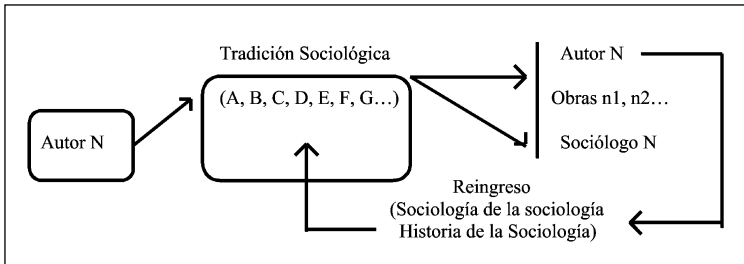 Tradición Sociológica
Autor N
(A, B, C, D, E, F, G…)
Autor N
Obras n1, n2…
Sociólogo N
Reingreso
(Sociología de la sociología
Historia de la Sociología)